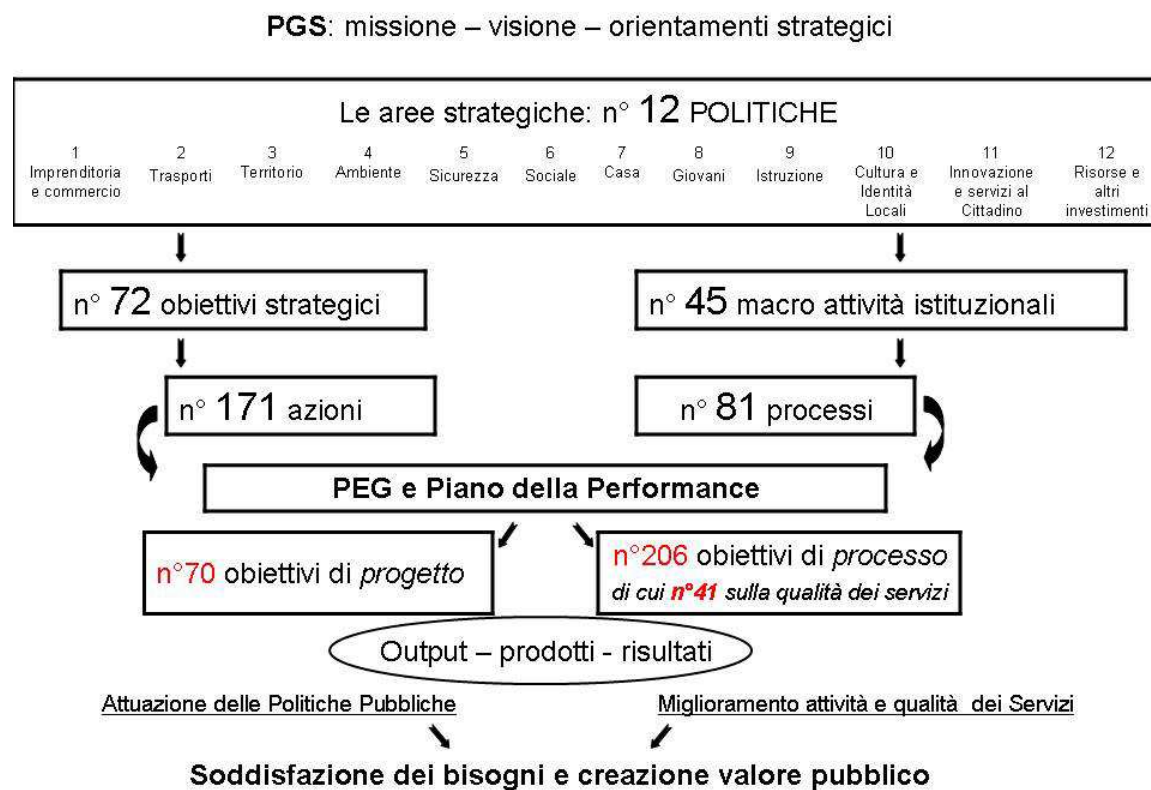 PGS: missione – visione – orientamenti strategici
Le aree strategiche: n° 12 POLITICHE
1 2 3 4 5 6 7 8 9 10 11 12
Imprenditoria e commercio
Trasporti
Territorio
Ambiente
Sicurezza
Sociale
Casa
Giovani
Istruzione
Cultura e Identità Locali
Innovazione e servizi al Cittadino
Risorse e altri investimenti
n° 72 obiettivi strategici
n° 45 macro attività istituzionali
n° 171 azioni
n° 81 processi
PEG e Piano della Performance
n°70 obiettivi di progetto
n°206 obiettivi di processo
di cui n°41 sulla qualità dei servizi
Output – prodotti - risultati
Attuazione delle Politiche Pubbliche
Miglioramento attività e qualità dei Servizi
Soddisfazione dei bisogni e creazione valore pubblico